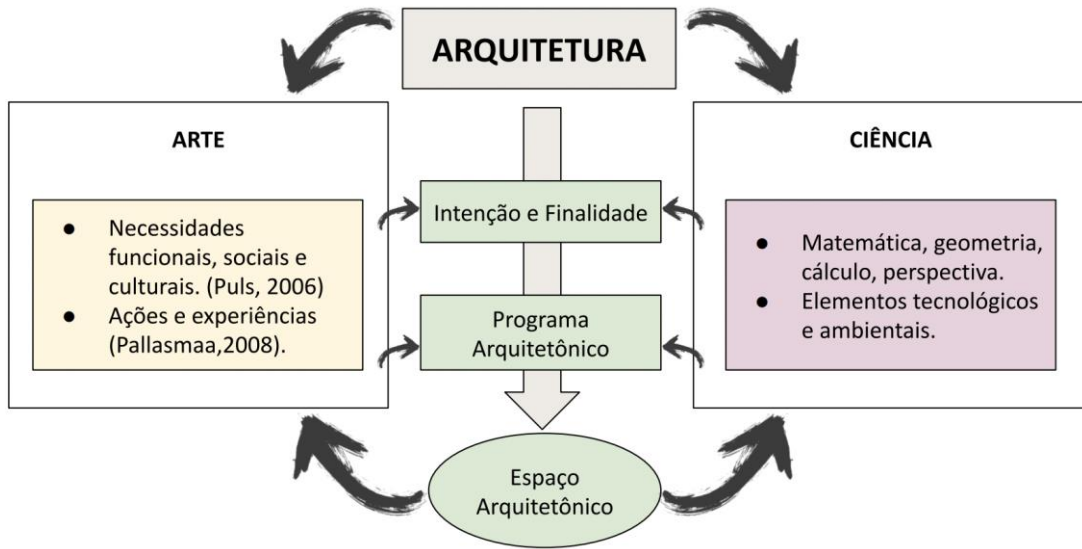 ARQUITETURA
ARTE
● Necessidades
funcionais, sociais e
culturais. (Puls, 2006)
● Ações e experiências
(Pallasmaa,2008).
Intenção e Finalidade
Programa
Arquitetônico
Espaço
Arquitetônico
CIÊNCIA
● Matemática, geometria,
cálculo, perspectiva.
● Elementos tecnológicos
e ambientais.